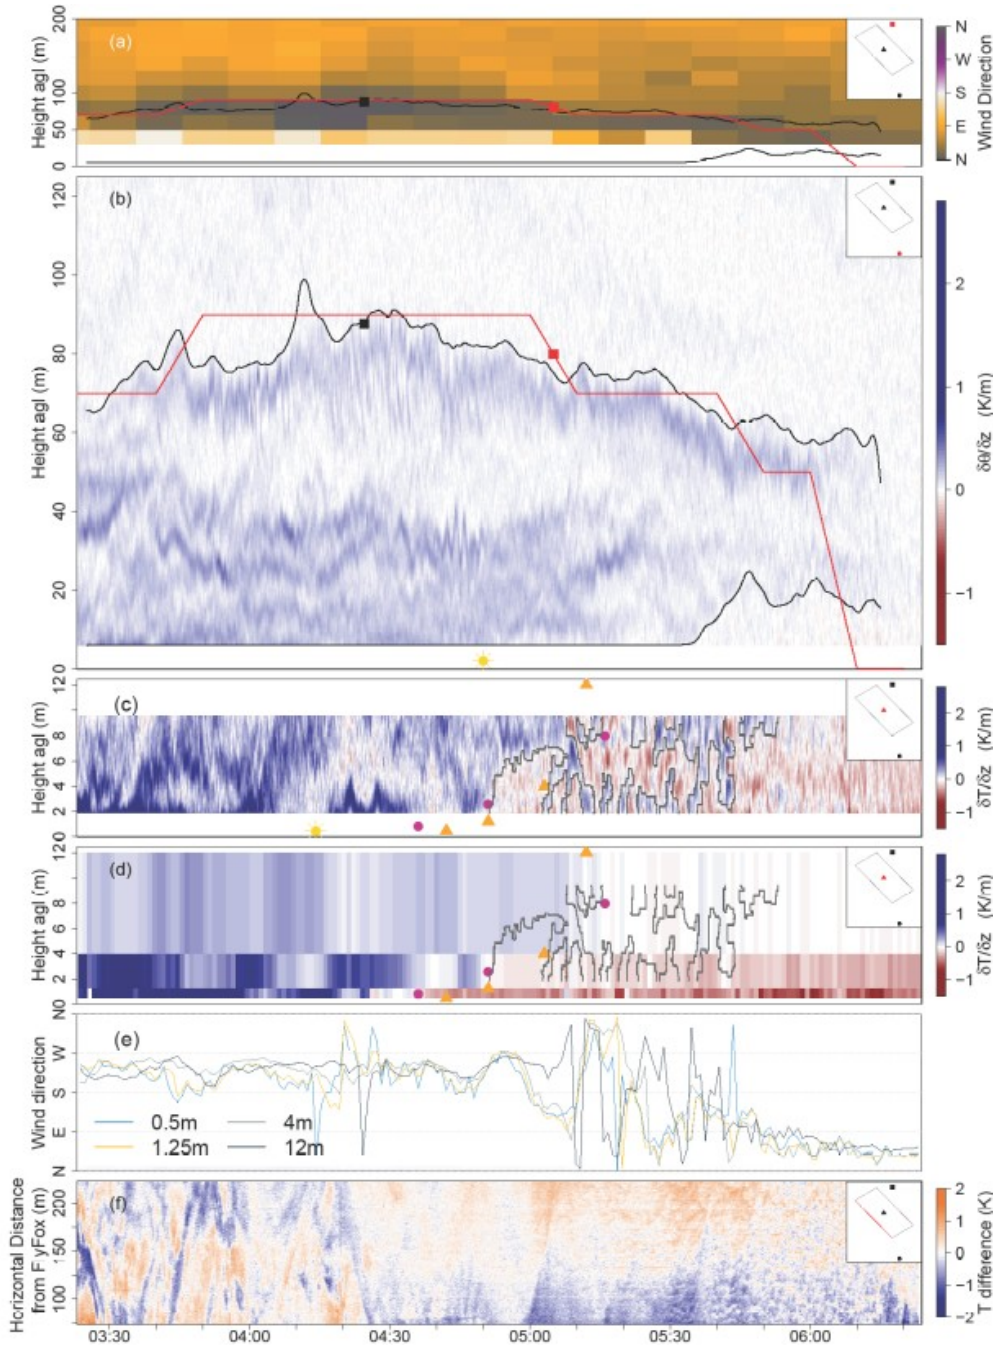 (a)
Height agl (m)
200
100
50
0
N
W
S
E
N
Wind Direction
(b)
Height agl (m)
120
100
80
60
40
20
2
1
0
−1
δθ/δz (K/m)
(c)
Height agl (m)
12
8
6
4
2
2
1
0
−1
δT/δz (K/m)
(d)
Height agl (m)
12
8
6
4
2
2
1
0
−1
δT/δz (K/m)
(e)
Wind direction
N
W
S
E
N
0.5m
4m
1.25m
12m
(f)
Horizontal Distance
from F yFox (m)
200
150
100
2
1
0
−1
−2
T difference (K)
03:30 04:00 04:30 05:00 05:30 06:00